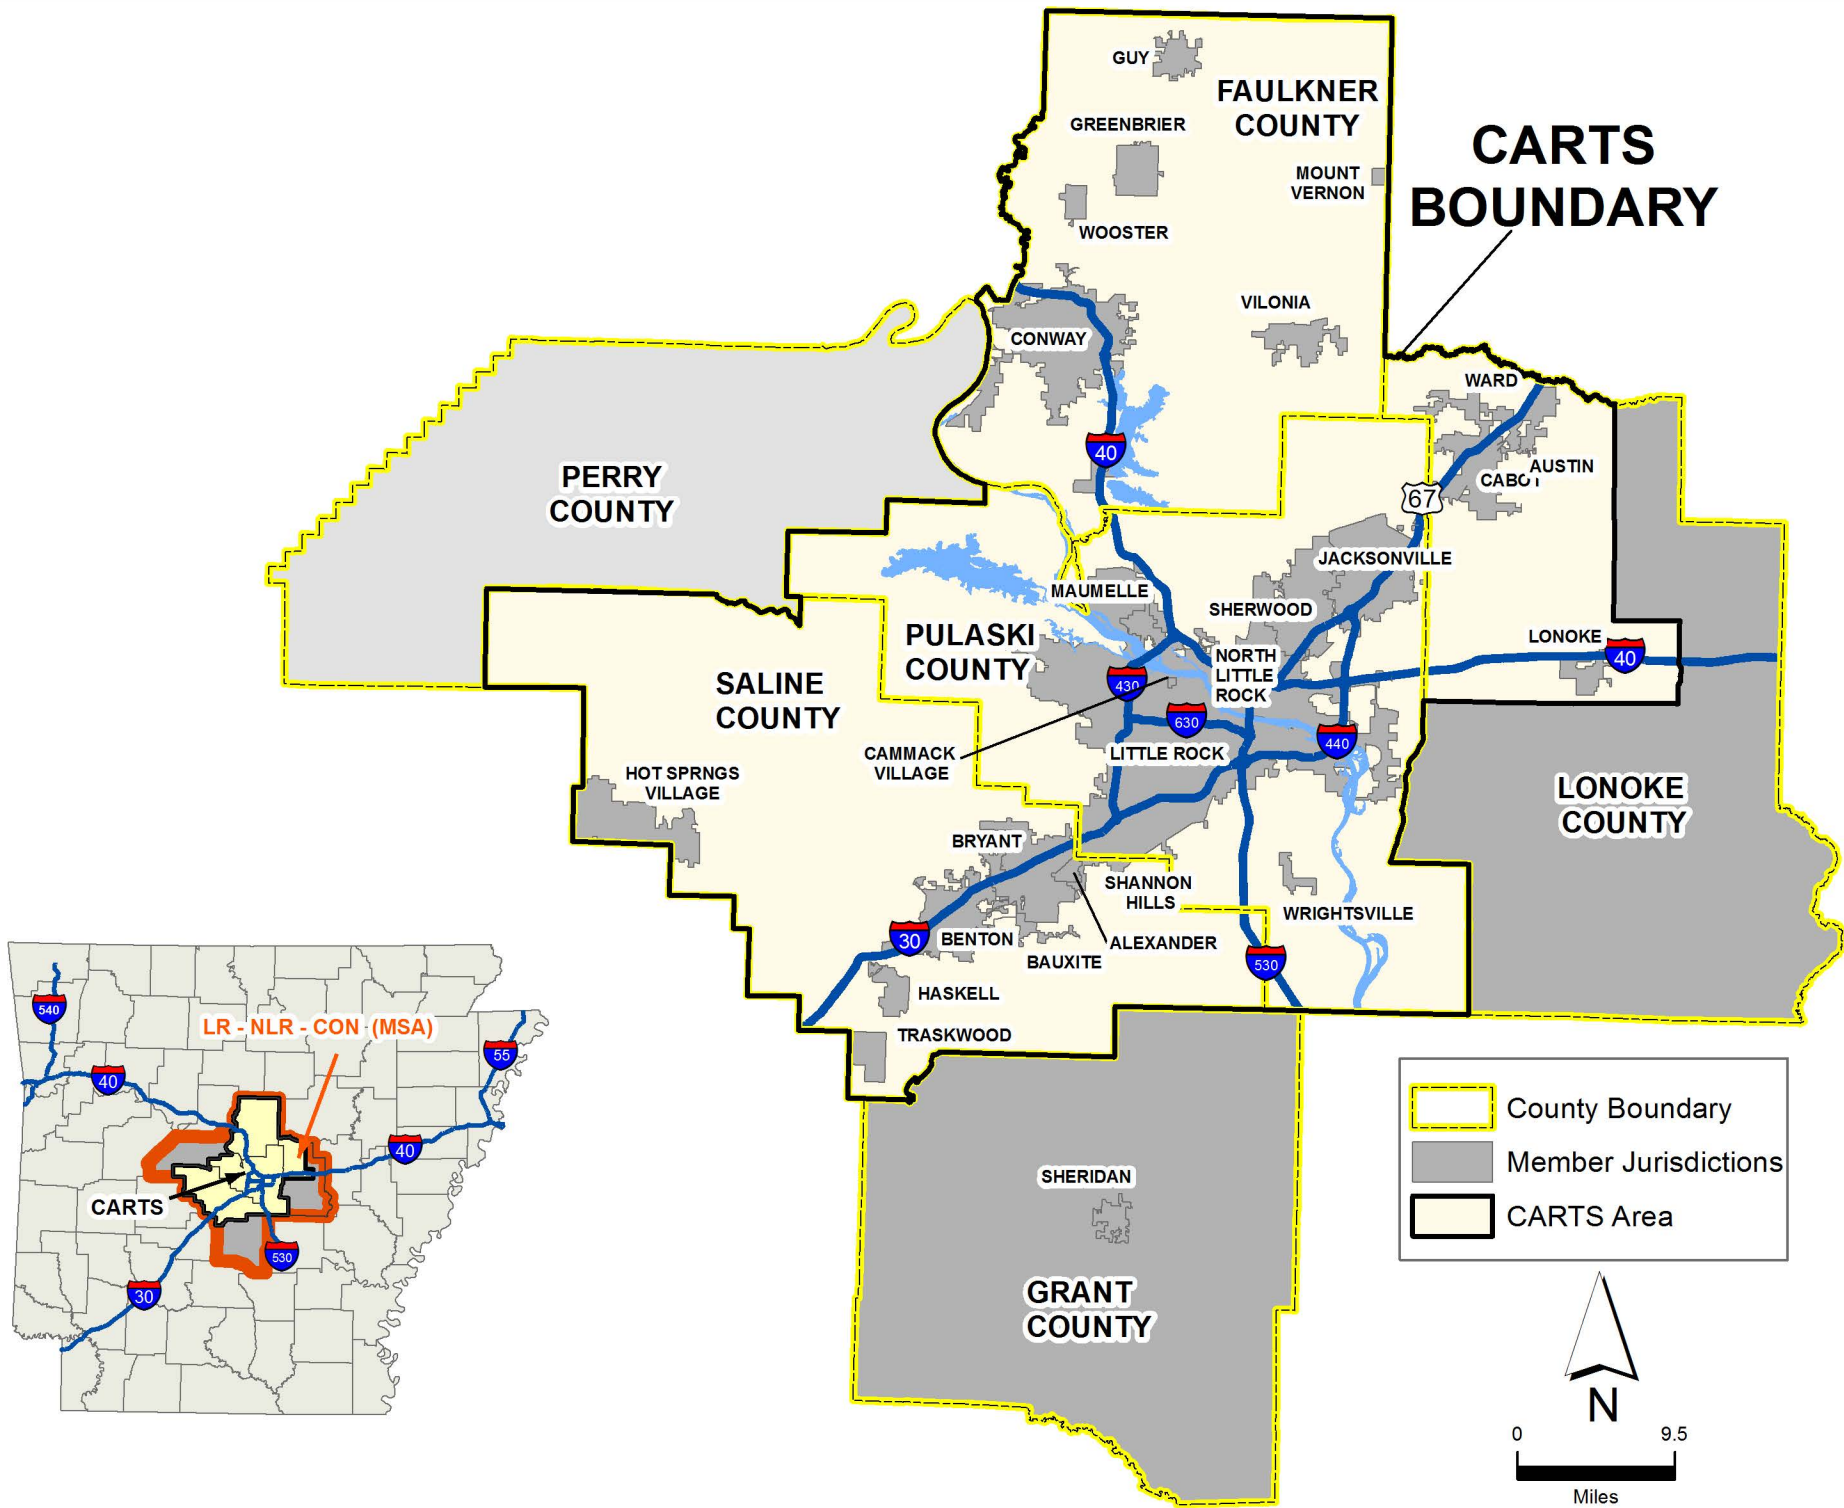 GUY
FAULKNER
COUNTY
GREENBRIER
MOUNT
VERNON
WOOSTER
CARTS
BOUNDARY
VILONIA
CONWAY
WARD
40
PERRY
COUNTY
AUSTIN
CABOT
67
JACKSONVILLE
MAUMELLE
SHERWOOD
PULASKI
COUNTY
NORTH
LITTLE
ROCK
LONOKE
40
430
SALINE
COUNTY
630
440
CAMMACK
VILLAGE
LITTLE ROCK
HOT SPRNGS
VILLAGE
LONOKE
COUNTY
BRYANT
SHANNON
HILLS
WRIGHTSVILLE
30
BENTON
ALEXANDER
BAUXITE
530
HASKELL
TRASKWOOD
SHERIDAN
GRANT
COUNTY
540
LR - NLR - CON (MSA)
55
40
40
CARTS
530
30
County Boundary
Member Jurisdictions
CARTS Area
N
0 9.5
Miles